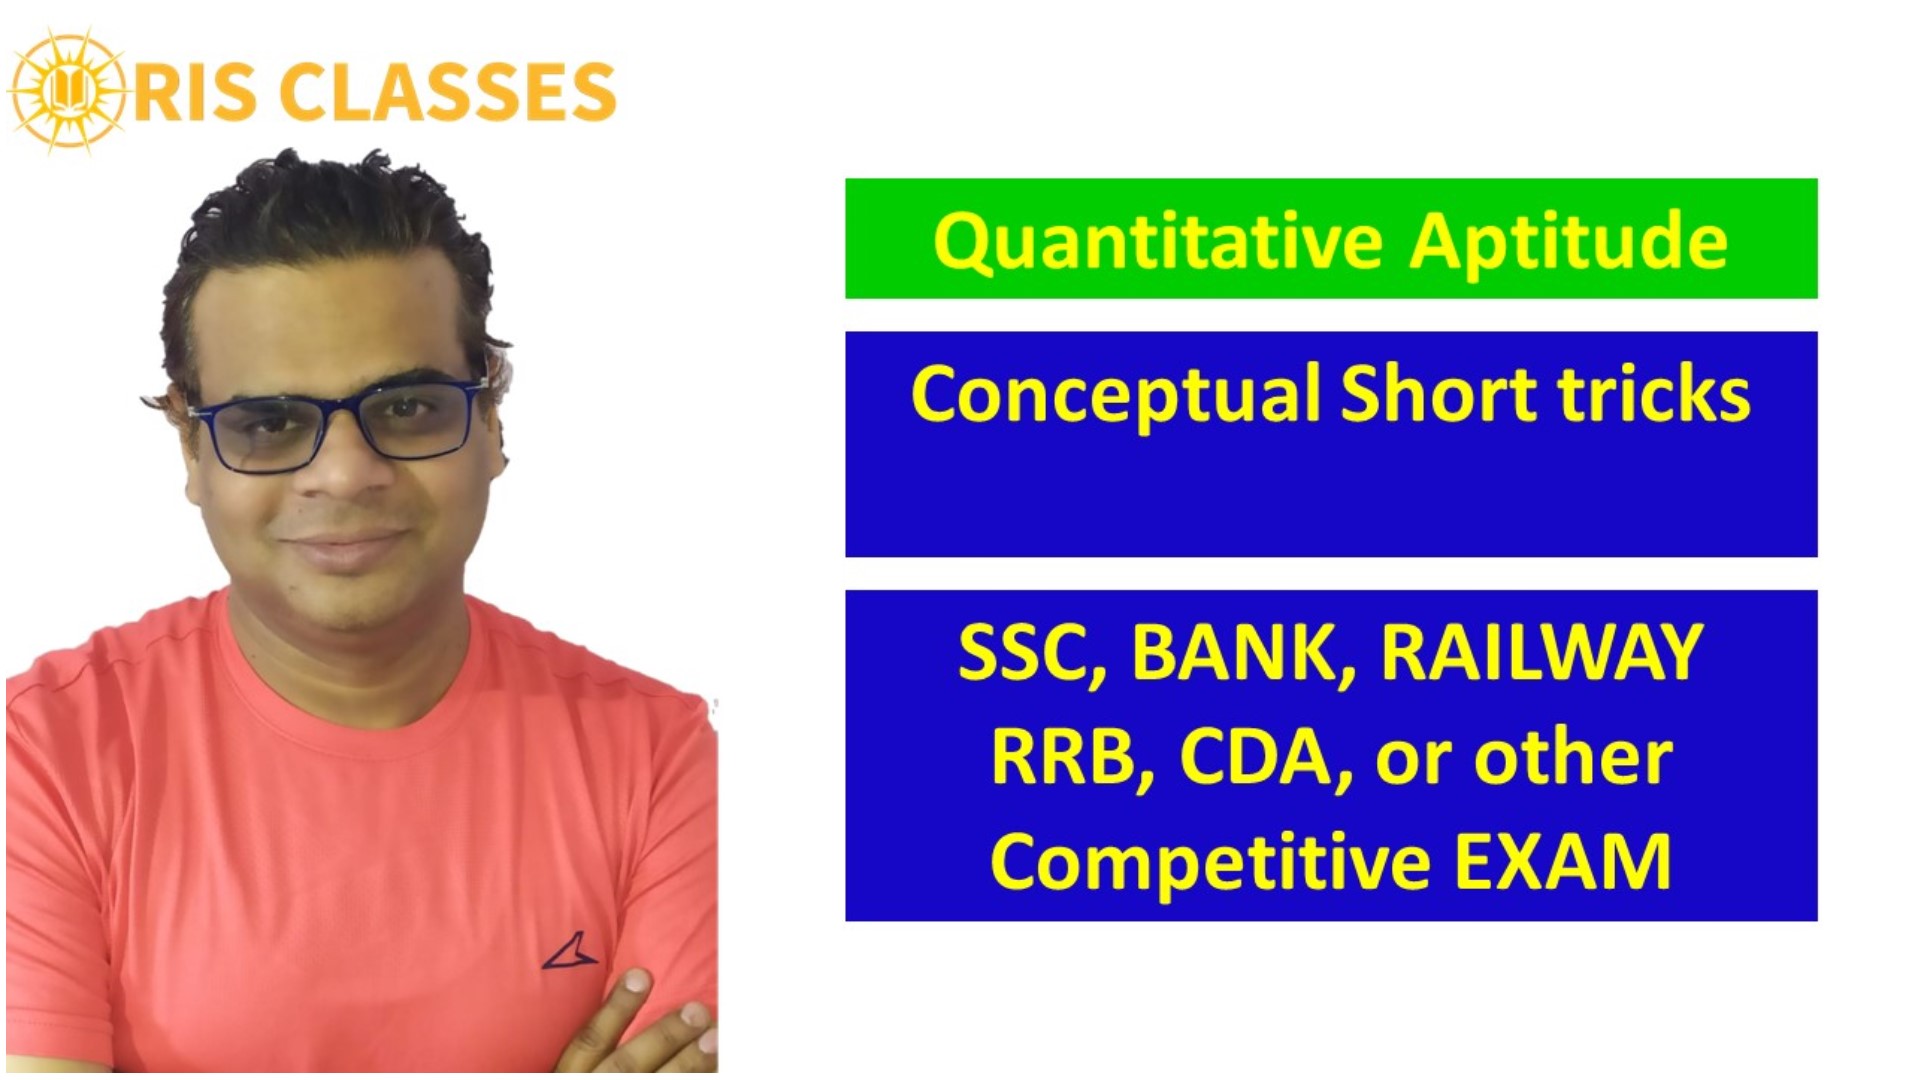 RIS CLASSES
Quantitative Aptitude
Conceptual Short tricks
SSC, BANK, RAILWAY
RRB, CDA, or other
Competitive EXAM